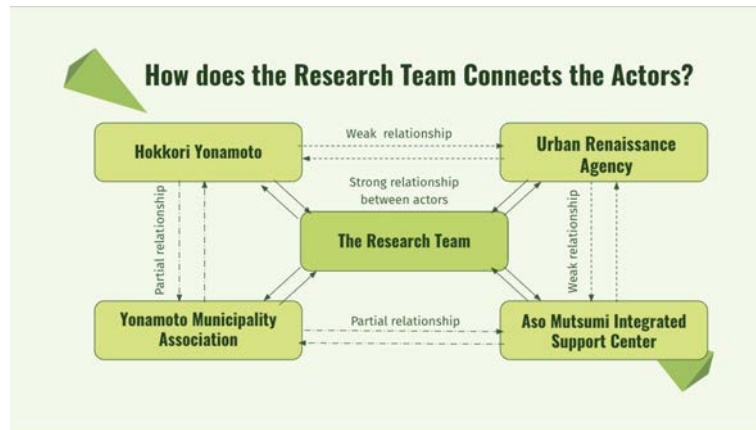 How does the Research Team Connects the Actors?
Hokkori Yonamoto
Weak relationship
Urban Renaissance
Agency
Strong relationship
between actors
Partial relationship
The Research Team
Weak relationship
Yonamoto Municipality
Association
Partial relationship
Aso Mutsumi Integrated
Support Center